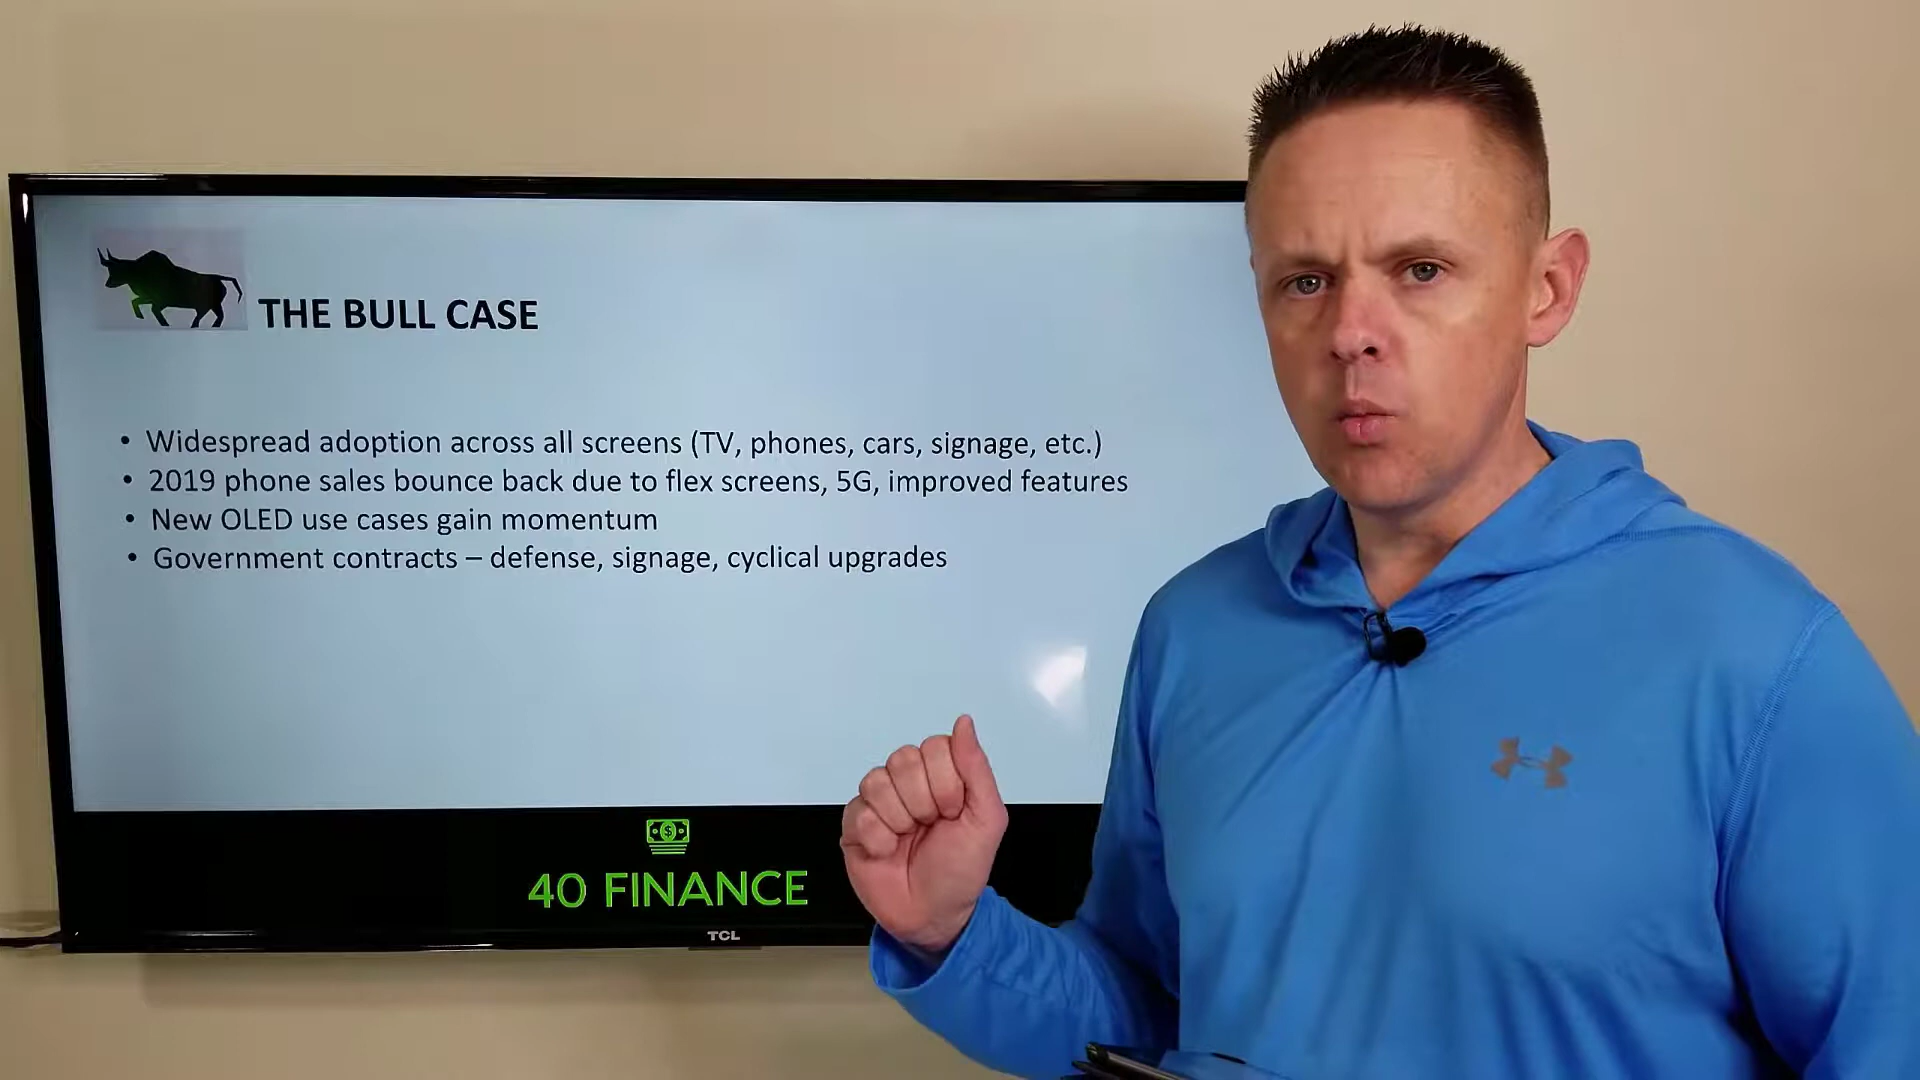 THE BULL CASE
• Widespread adoption across all screens (TV, phones, cars, signage, etc.)
• 2019 phone sales bounce back due to flex screens, 5G, improved features
• New OLED use cases gain momentum
• Government contracts – defense, signage, cyclical upgrades
40 FINANCE
TCL